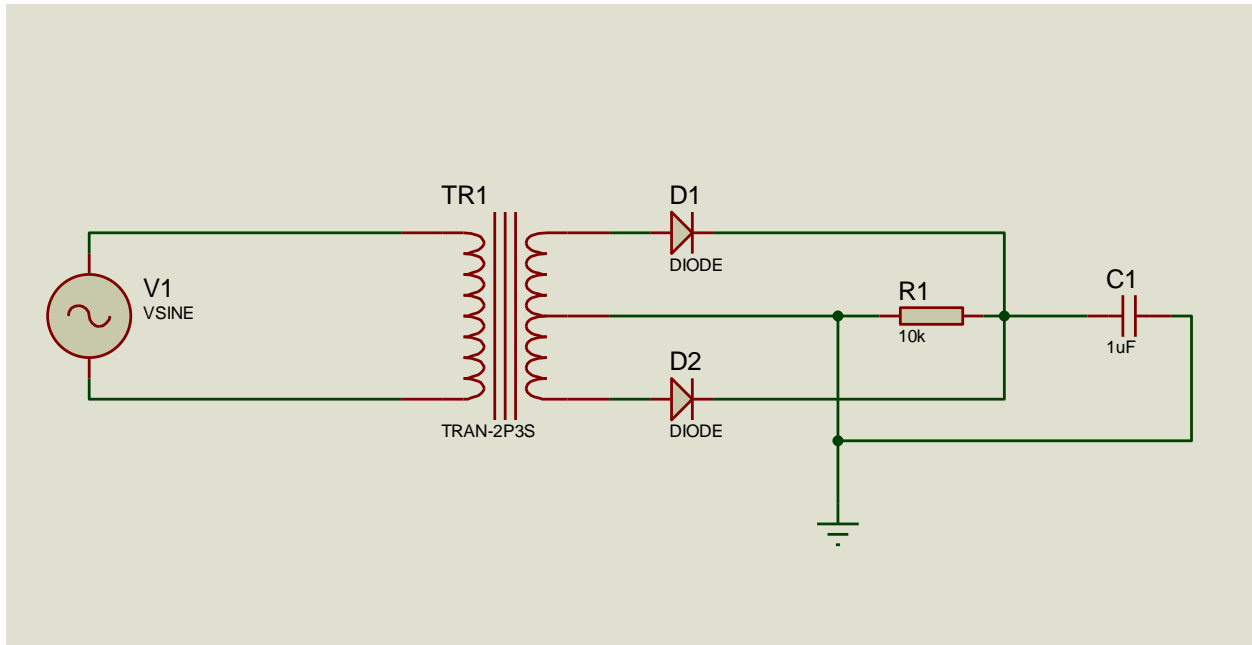 TR1
TRAN-2P3S
V1
VSINE
D1
DIODE
R1
10k
C1
1uF
D2
DIODE